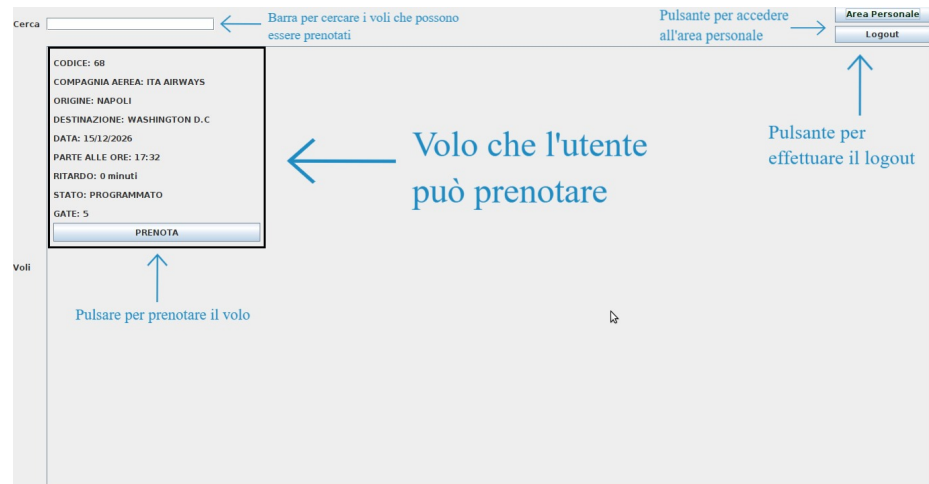 Cerca
Barra per cercare i voli che possono
essere prenotati
Pulsante per accedere
all'area personale
Area Personale
Logout
CODICE: 68
COMPAGNIA AEREA: ITA AIRWAYS
ORIGINE: NAPOLI
DESTINAZIONE: WASHINGTON D.C
DATA: 15/12/2026
PARTE ALLE ORE: 17:32
RITARDO: 0 minuti
STATO: PROGRAMMATO
GATE: 5
PRENOTA
Volo che l'utente
può prenotare
Pulsante per
effettuare il logout
Voli
Pulsare per prenotare il volo